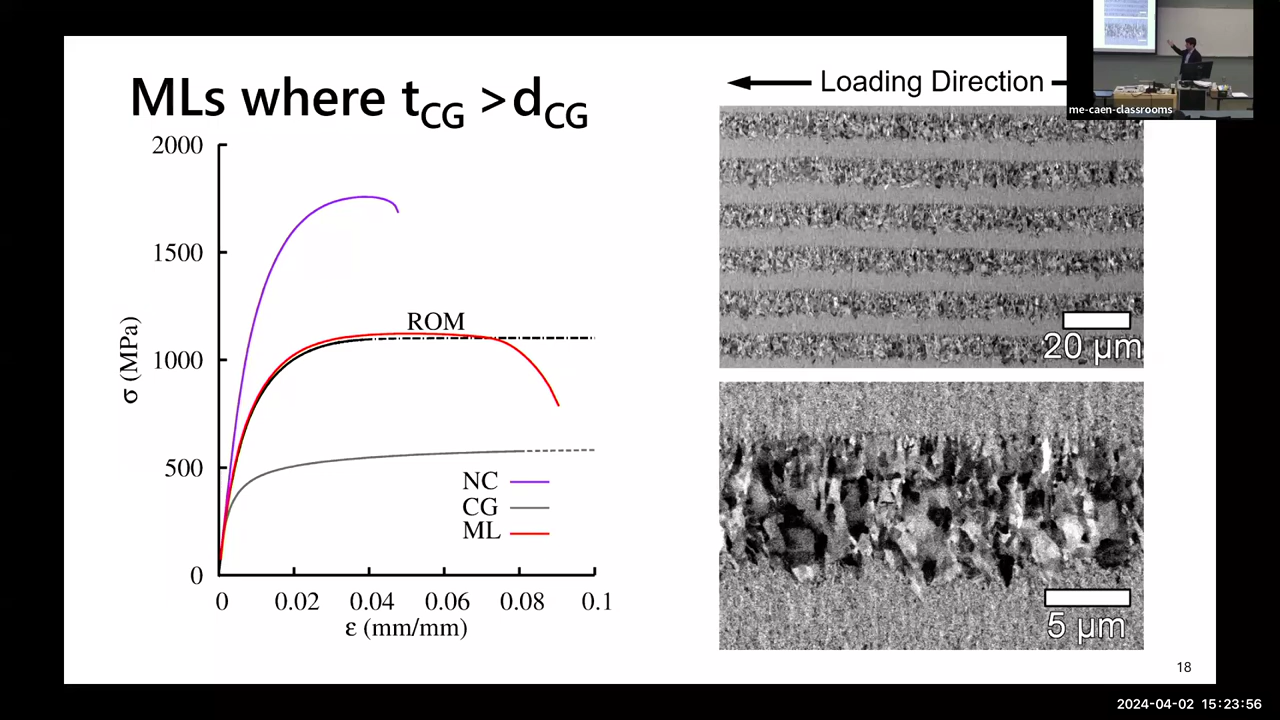 MLs where tCG >dCG
2000
1500
1000
500
0
σ (MPa)
ROM
NC
CG
ML
0 0.02 0.04 0.06 0.08 0.1
ε (mm/mm)
Loading Direction
me-caen-classrooms
20 μm
5 μm
18
2024-04-02 15:23:56